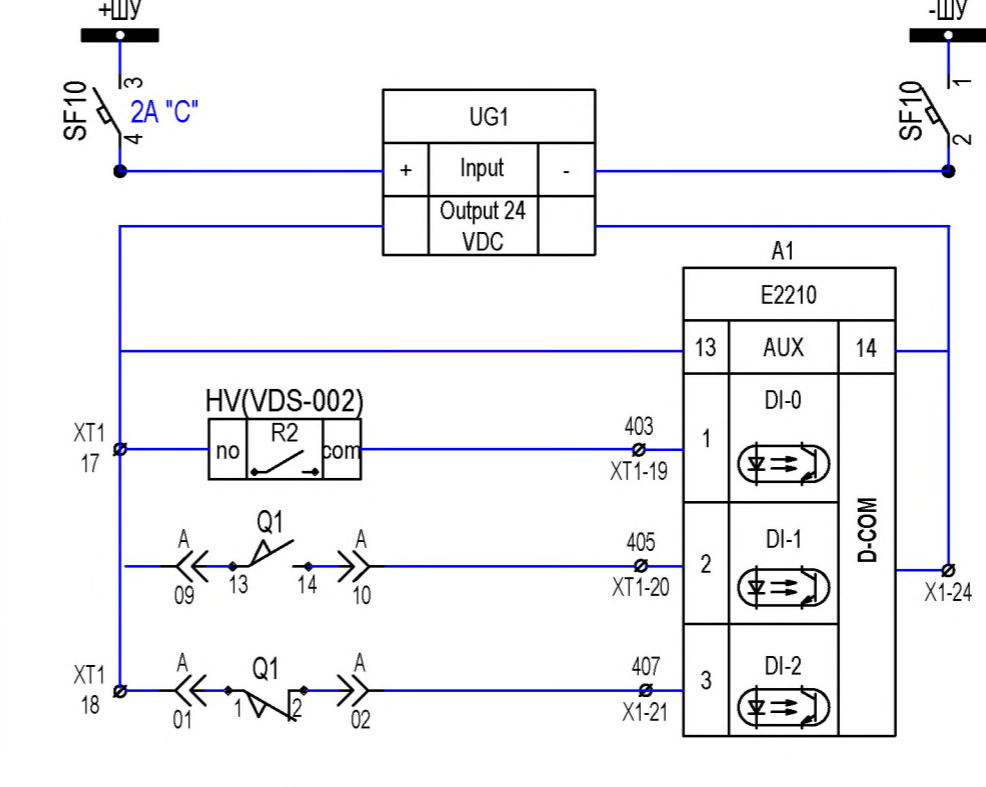 +ШУ
-ШУ
SF10
3
4
2A "C"
SF10
1
2
UG1
+
Input
-
Output 24
VDC
A1
E2210
13
AUX
14
HV(VDS-002)
XT1
17
no
R2
com
403
XT1-19
1
DI-0
A
09
Q1
13
14
A
10
405
XT1-20
2
DI-1
D-COM
X1-24
XT1
18
A
01
Q1
1
2
A
02
407
X1-21
3
DI-2